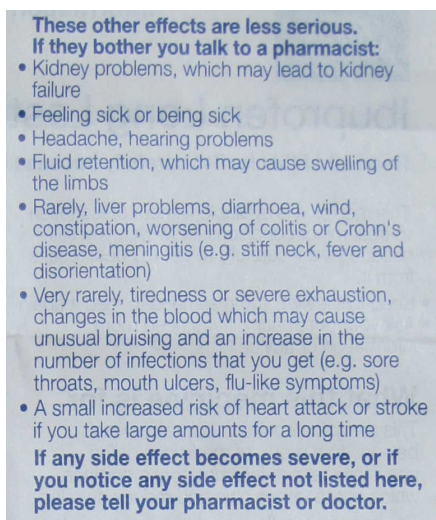 These other effects are less serious.
If they bother you talk to a pharmacist:
• Kidney problems, which may lead to kidney
failure
• Feeling sick or being sick
• Headache, hearing problems
• Fluid retention, which may cause swelling of
the limbs
• Rarely, liver problems, diarrhoea, wind,
constipation, worsening of colitis or Crohn's
disease, meningitis (e.g. stiff neck, fever and
disorientation)
• Very rarely, tiredness or severe exhaustion,
changes in the blood which may cause
unusual bruising and an increase in the
number of infections that you get (e.g. sore
throats, mouth ulcers, flu-like symptoms)
• A small increased risk of heart attack or stroke
if you take large amounts for a long time
If any side effect becomes severe, or if
you notice any side effect not listed here,
please tell your pharmacist or doctor.